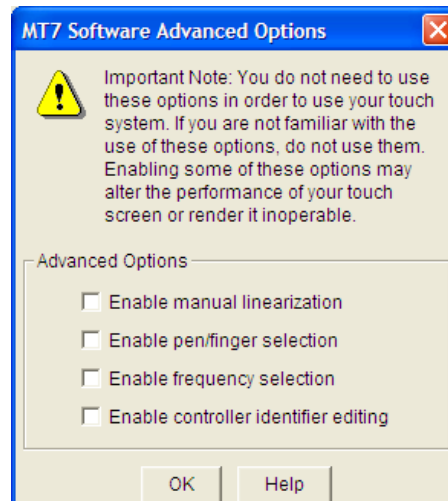 MT7 Software Advanced Options
Important Note: You do not need to use
these options in order to use your touch
system. If you are not familiar with the
use of these options, do not use them.
Enabling some of these options may
alter the performance of your touch
screen or render it inoperable.
Advanced Options
Enable manual linearization
Enable pen/finger selection
Enable frequency selection
Enable controller identifier editing
OK
Help